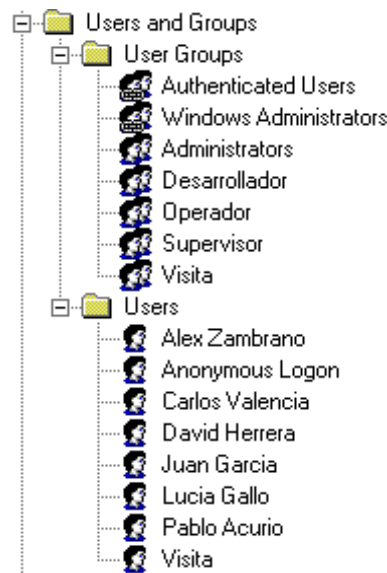 Users and Groups
User Groups
Authenticated Users
Windows Administrators
Administrators
Desarrollador
Operador
Supervisor
Visita
Users
Alex Zambrano
Anonymous Logon
Carlos Valencia
David Herrera
Juan Garcia
Lucia Gallo
Pablo Acurio
Visita